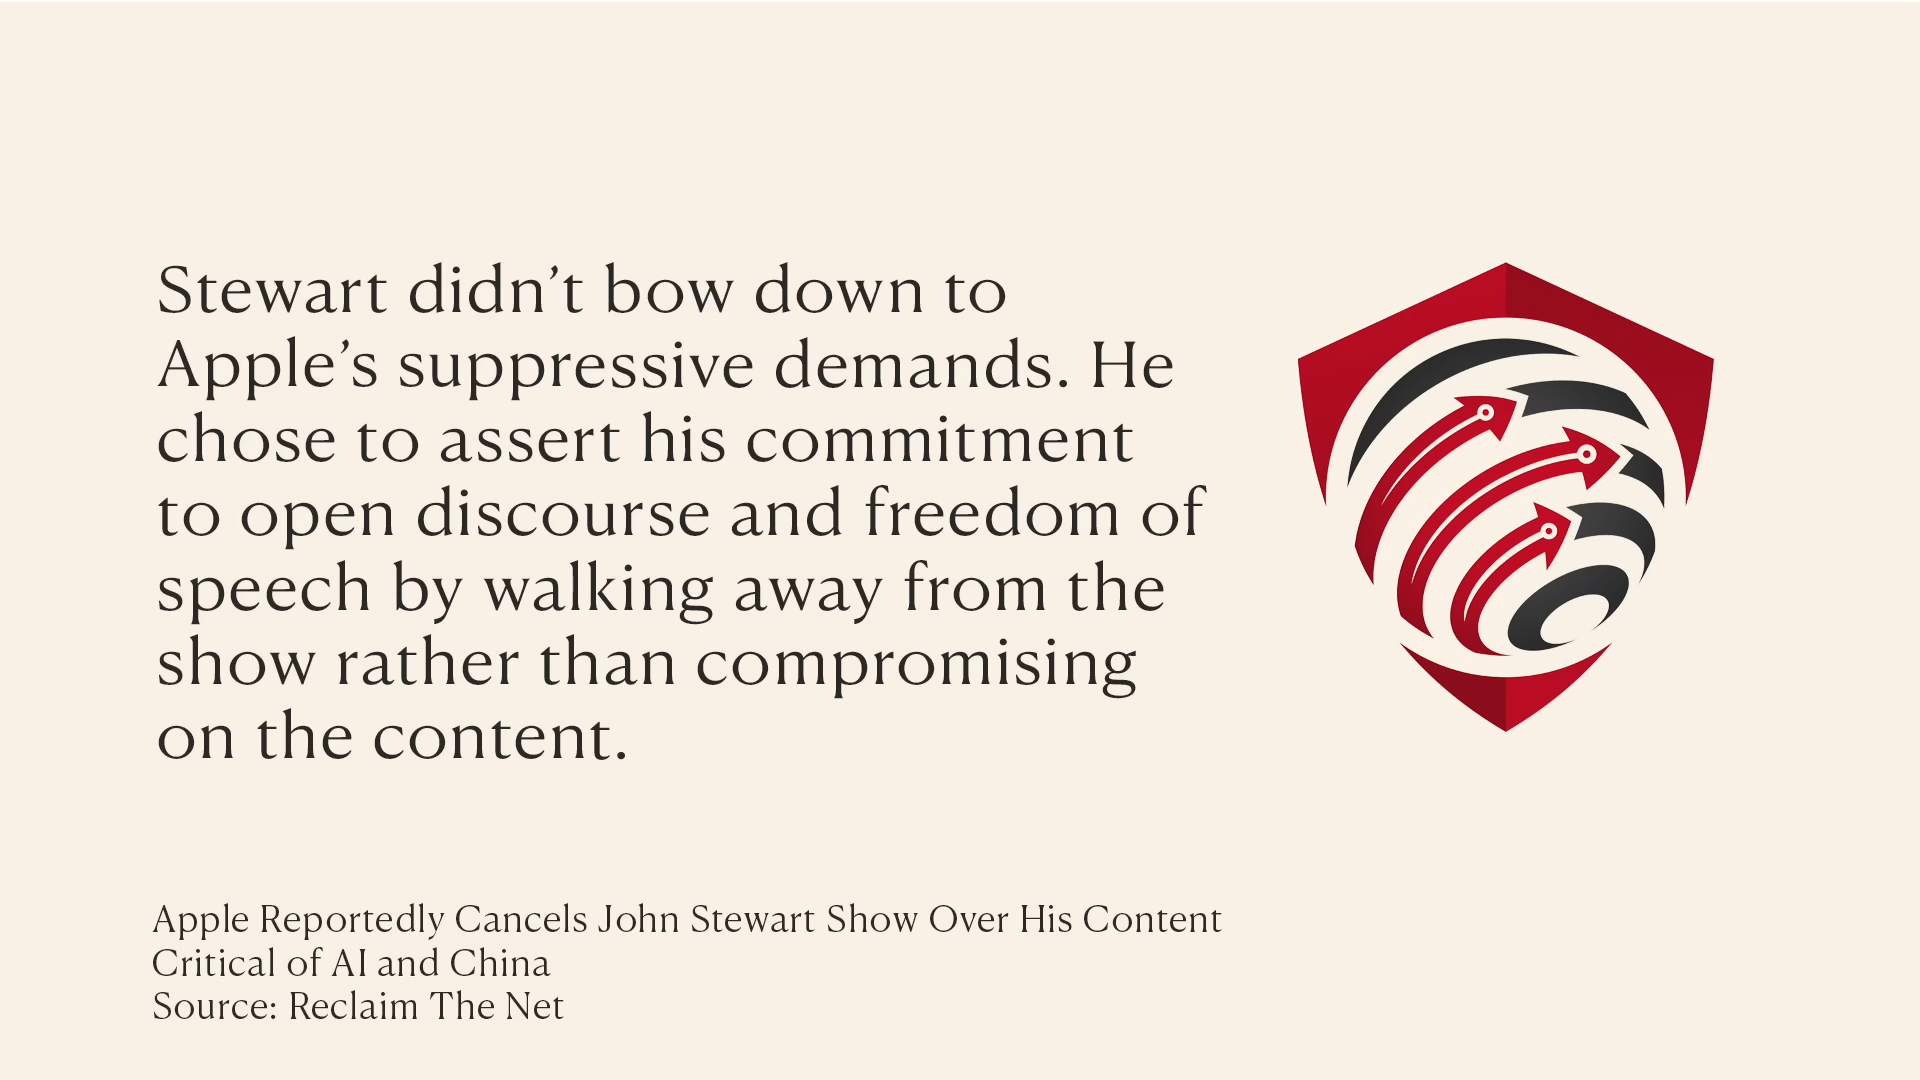 Stewart didn’t bow down to
Apple’s suppressive demands. He
chose to assert his commitment
to open discourse and freedom of
speech by walking away from the
show rather than compromising
on the content.
Apple Reportedly Cancels John Stewart Show Over His Content
Critical of AI and China
Source: Reclaim The Net